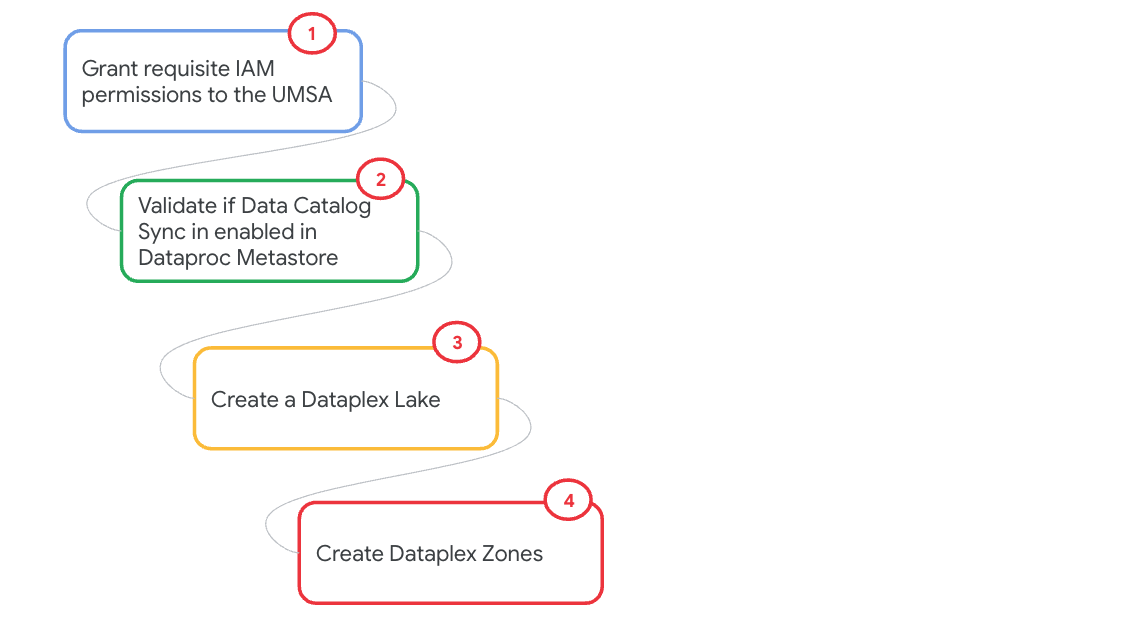 1
Grant requisite IAM
permissions to the UMSA
2
Validate if Data Catalog
Sync in enabled in
Dataproc Metastore
3
Create a Dataplex Lake
4
Create Dataplex Zones